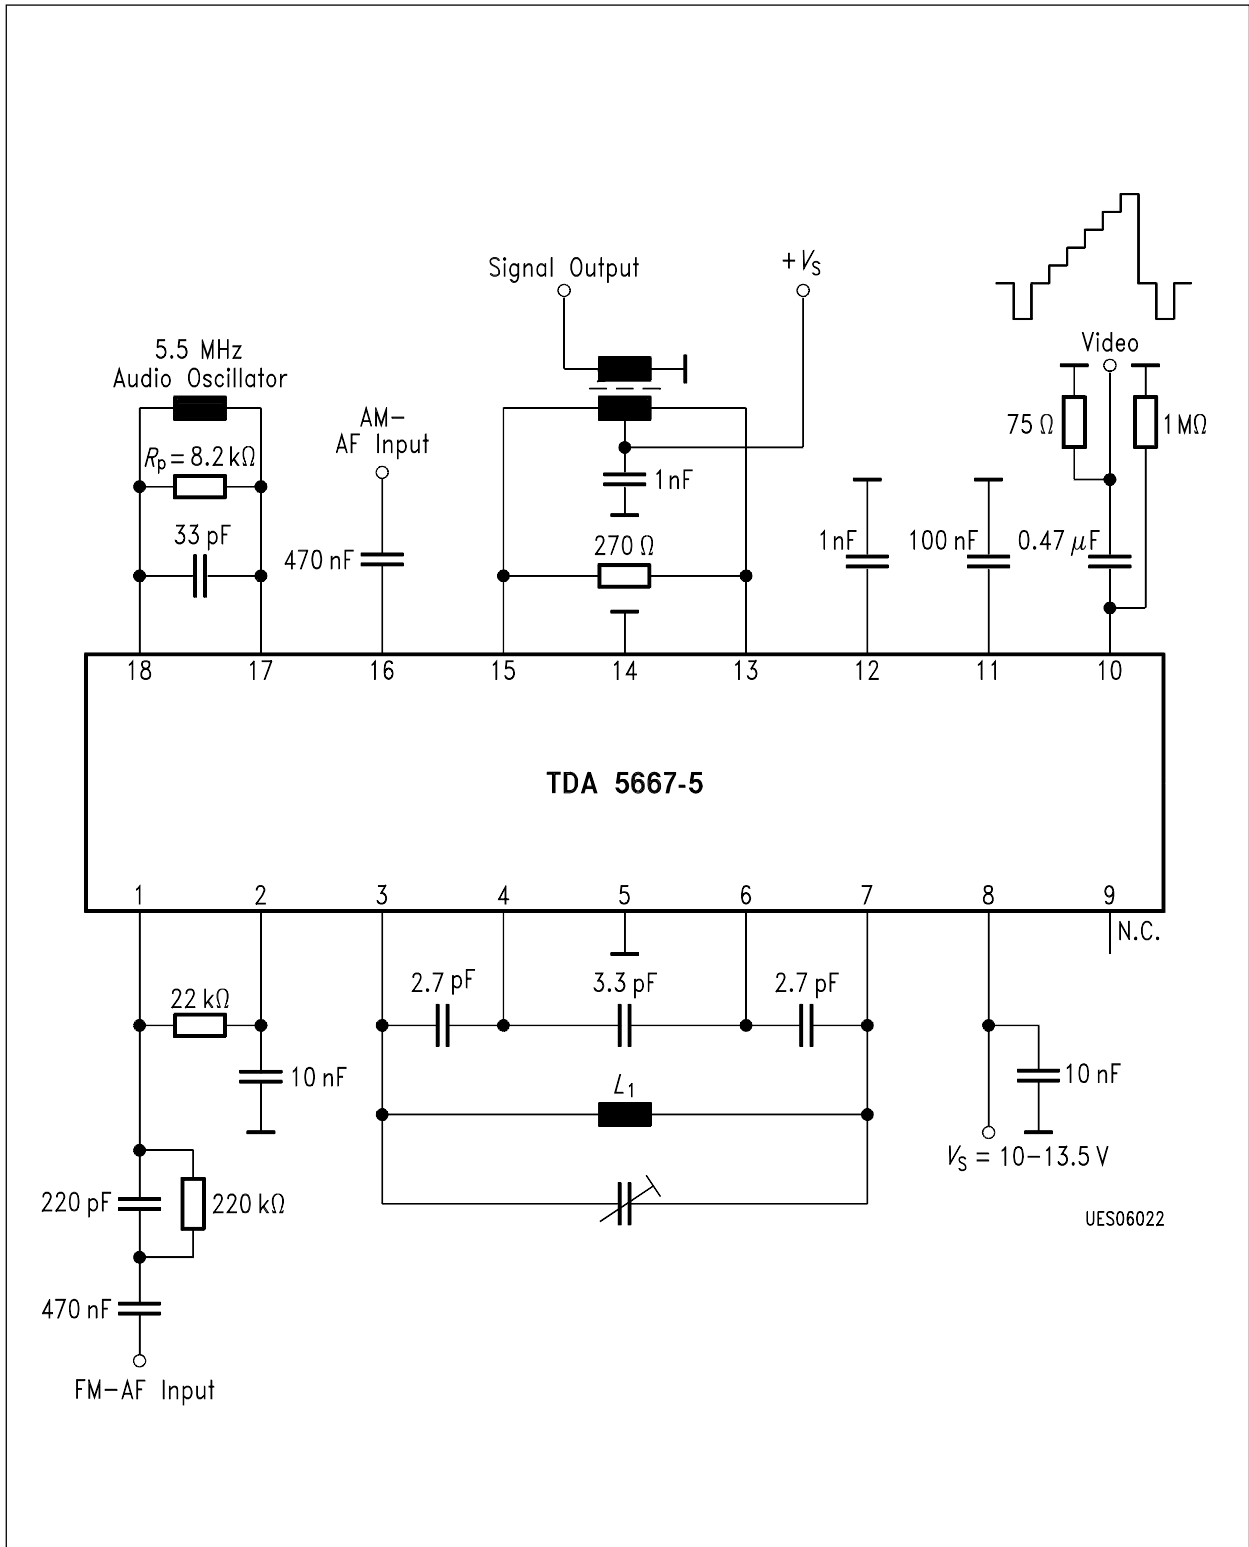 Signal Output
+VS
Video
5.5 MHz
Audio Oscillator
AM-
AF Input
75 Ω
1 MΩ
Rp = 8.2 kΩ
1 nF
33 pF
470 nF
270 Ω
1 nF
100 nF
0.47 μF
18 17 16 15 14 13 12 11 10
TDA 5667-5
1 2 3 4 5 6 7 8 9
N.C.
2.7 pF
3.3 pF
2.7 pF
22 kΩ
10 nF
L1
10 nF
VS = 10-13.5 V
220 pF
220 kΩ
UES06022
470 nF
FM-AF Input